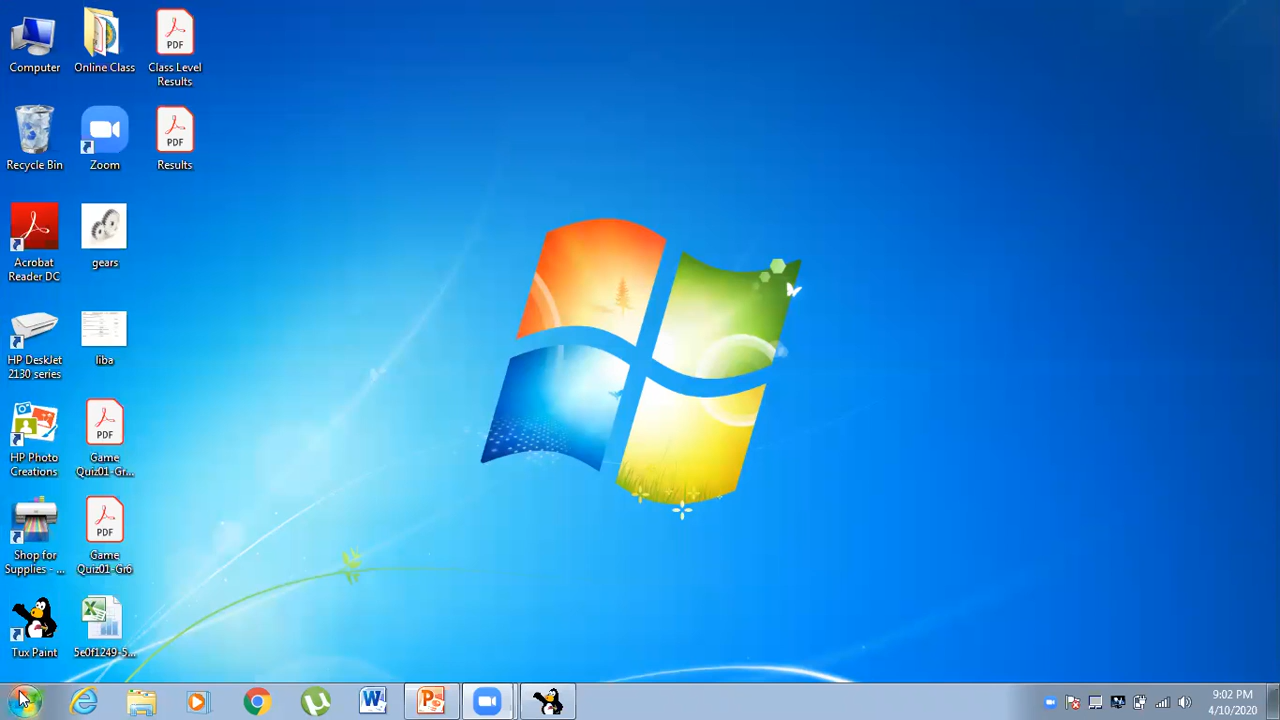 Computer
Online Class
Class Level
Results
Recycle Bin
Zoom
Results
Acrobat
Reader DC
gears
HP DeskJet
2130 series
liba
HP Photo
Creations
Game
Quiz01-Gr...
Shop for
Supplies - ...
Game
Quiz01-Gr6
Tux Paint
5e0f1249-5...
PDF
PDF
PDF
PDF
9:02 PM
4/10/2020